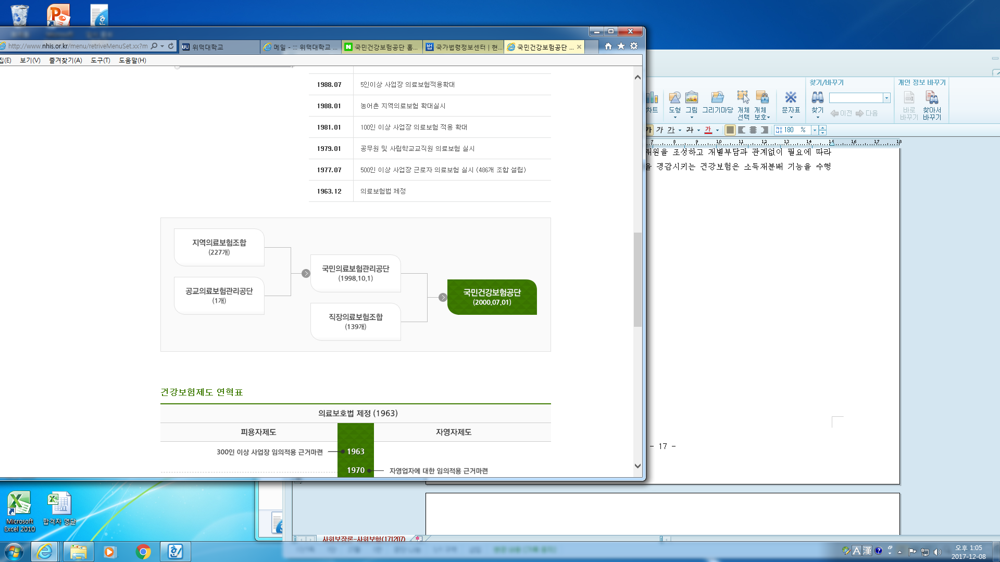 http://www.nhis.or.kr/menu/retriveMenuSet.xx?m
위덕대학교
메일 - ::: 위덕대학교 ...
국민건강보험공단 홈...
국가법령정보센터 | 현...
국민건강보험공단 ...
집(E) 보기(V) 즐겨찾기(A) 도구(T) 도움말(H)
1988.07 5인이상 사업장 의료보험적용확대
1988.01 농어촌 지역의료보험 확대실시
1981.01 100인 이상 사업장 의료보험 적용 확대
1979.01 공무원 및 사립학교교직원 의료보험 실시
1977.07 500인 이상 사업장 근로자 의료보험 실시 (486개 조합 설립)
1963.12 의료보험법 제정
지역의료보험조합
(227개)
공교의료보험관리공단
(1개)
국민의료보험관리공단
(1998.10.1)
직장의료보험조합
(139개)
국민건강보험공단
(2000.07.01)
건강보험제도 연혁표
의료보호법 제정 (1963)
피용자제도 자영자제도
300인 이상 사업장 임의적용 근거마련 1963
1970 자영업자에 대한 임의적용 근거마련
찾기/바꾸기
개인 정보 바꾸기
차트 도형 그림 그리기마당 개체 선택 개체 보호 문자표 찾기
이전 다음
바로 바꾸기 찾아서 바꾸기
가 가 가 가 가 180 %
7 8 9 10 11 12 13 14 15 16 17 18
재원을 조성하고 개별부담과 관계없이 필요에 따라
을 경감시키는 건강보험은 소득재분배 기능을 수행
- 17 -
사회보장론-사회보험(171207)
Microsoft Excel 2010
합격자 명단
A 漢
오후 1:05
2017-12-08